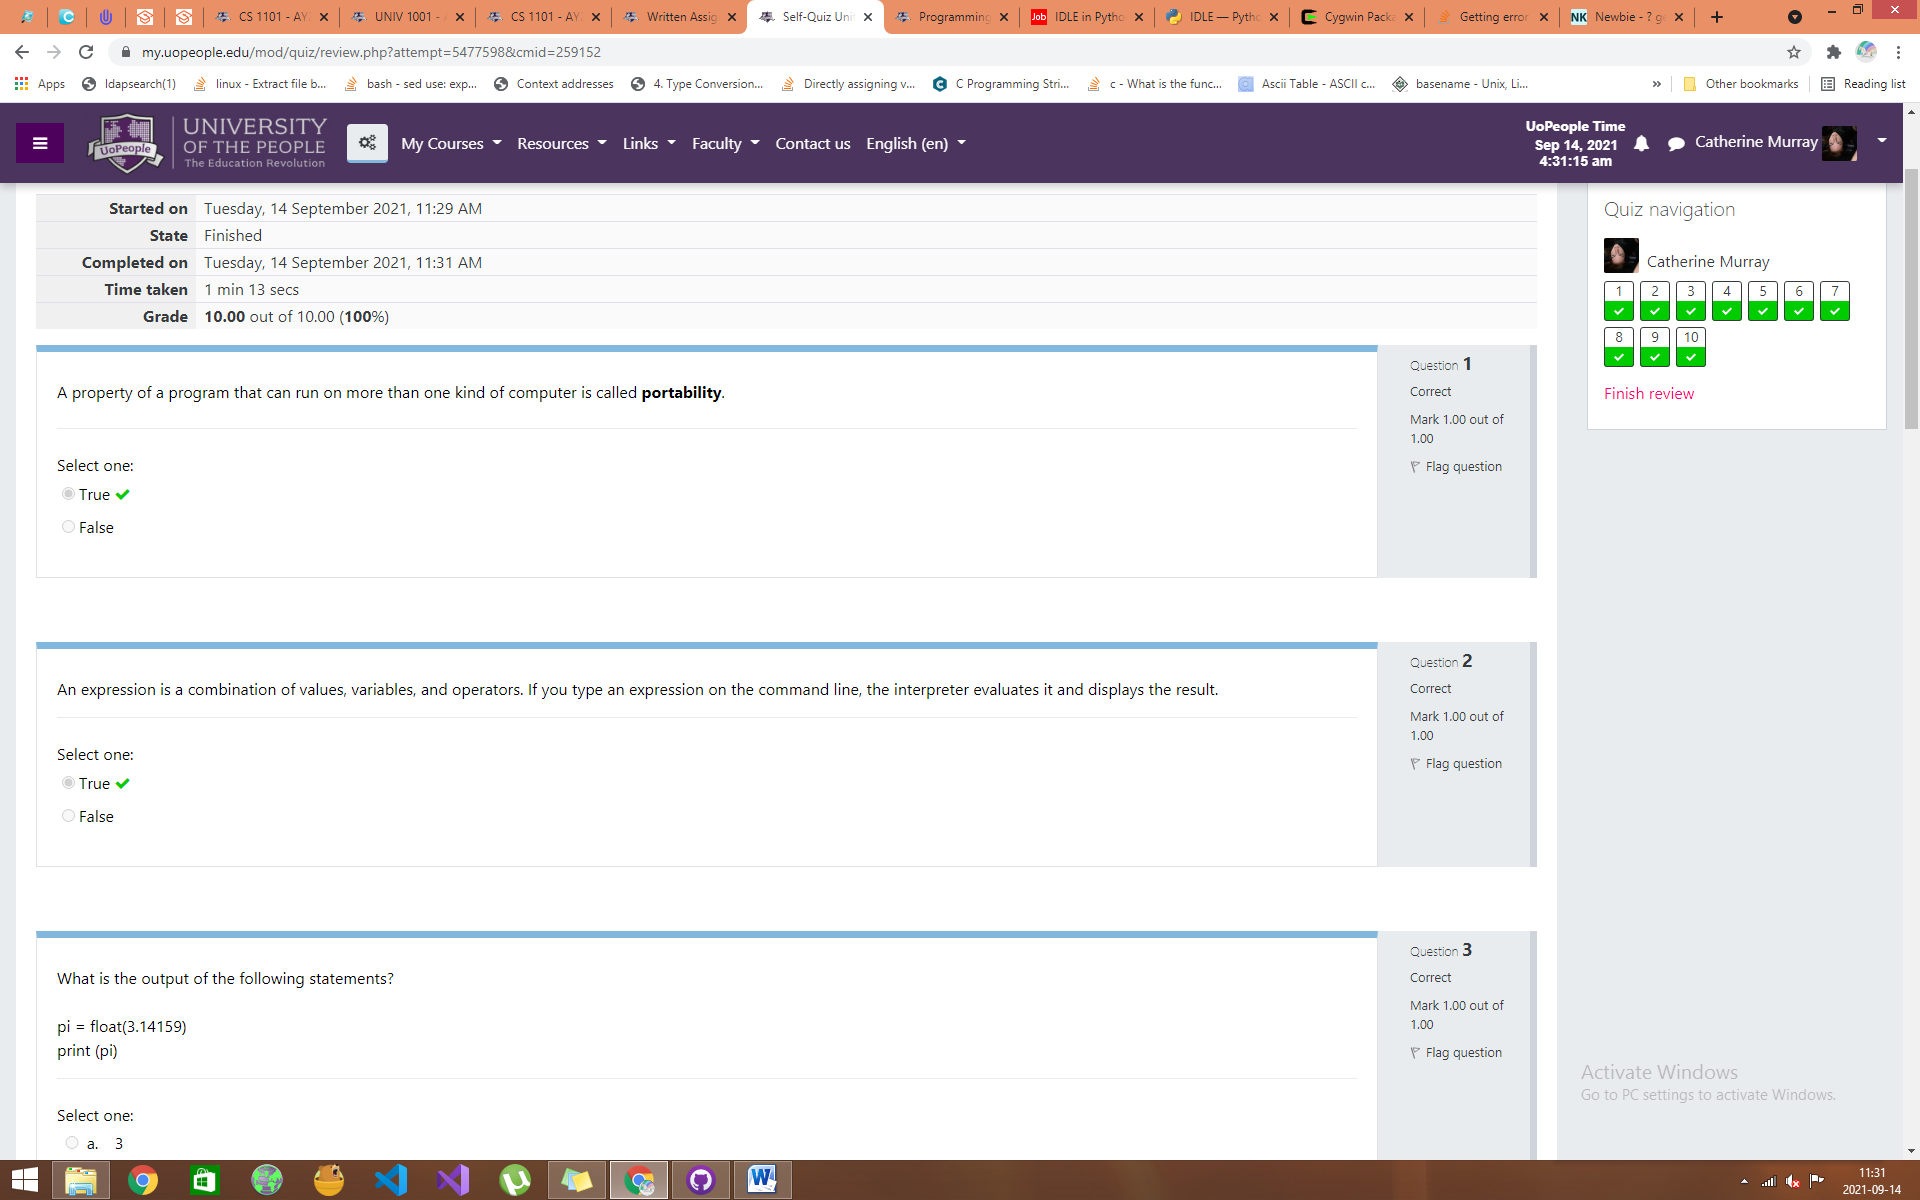 CS 1101 - AY
UNIV 1001 -
CS 1101 - AY
Written Assig
Self-Quiz Uni
Programming
Job
IDLE in Pytho
IDLE — Pytho
Cygwin Packa
Getting error
NK
Newbie - ? g
my.uopeople.edu/mod/quiz/review.php?attempt=5477598&cmid=259152
Apps
ldapsearch(1)
linux - Extract file b...
bash - sed use: exp...
Context addresses
4. Type Conversion...
Directly assigning v...
C Programming Stri...
c - What is the func...
Ascii Table - ASCII c...
basename - Unix, Li...
»
Other bookmarks
Reading list
UoPeople
UNIVERSITY
OF THE PEOPLE
The Education Revolution
My Courses
Resources
Links
Faculty
Contact us
English (en)
UoPeople Time
Sep 14, 2021
4:31:15 am
Catherine Murray
Started on Tuesday, 14 September 2021, 11:29 AM
State Finished
Completed on Tuesday, 14 September 2021, 11:31 AM
Time taken 1 min 13 secs
Grade 10.00 out of 10.00 (100%)
Quiz navigation
Catherine Murray
1 2 3 4 5 6 7
8 9 10
Finish review
A property of a program that can run on more than one kind of computer is called portability.
Select one:
True
False
Question 1
Correct
Mark 1.00 out of
1.00
Flag question
An expression is a combination of values, variables, and operators. If you type an expression on the command line, the interpreter evaluates it and displays the result.
Select one:
True
False
Question 2
Correct
Mark 1.00 out of
1.00
Flag question
What is the output of the following statements?
pi = float(3.14159)
print (pi)
Select one:
a. 3
Question 3
Correct
Mark 1.00 out of
1.00
Flag question
Activate Windows
Go to PC settings to activate Windows.
11:31
2021-09-14